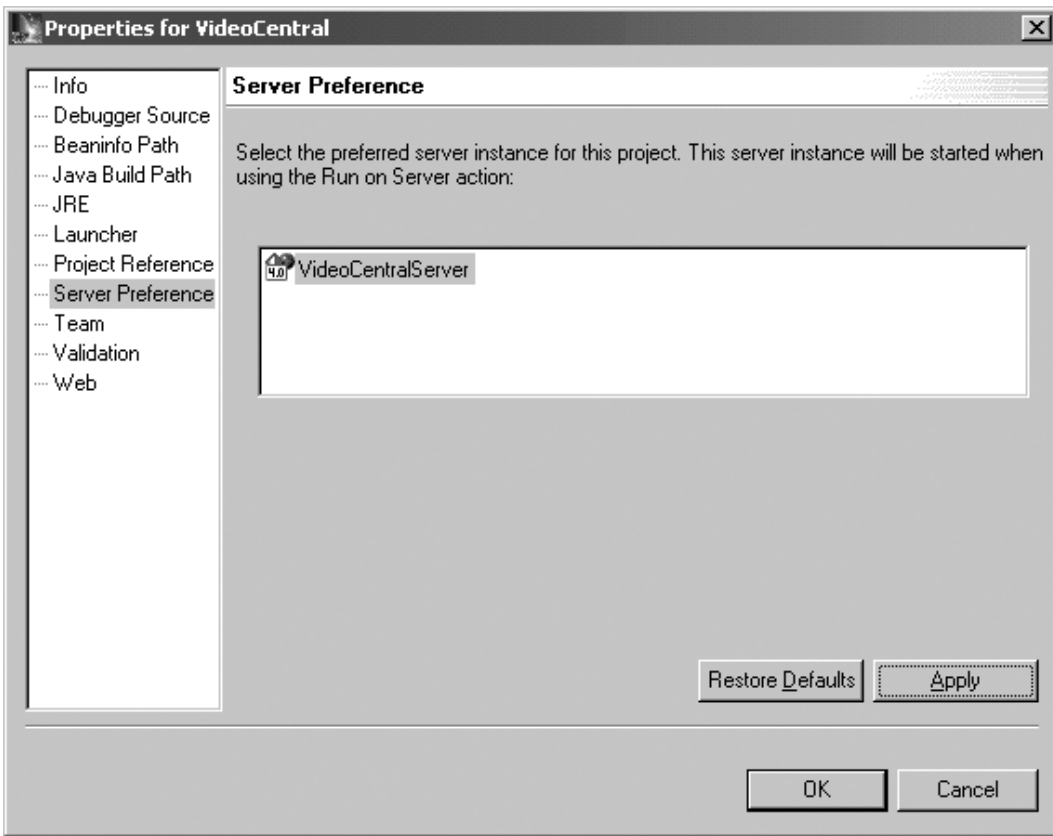 Properties for VideoCentral
Info
Debugger Source
Beaninfo Path
Java Build Path
JRE
Launcher
Project Reference
Server Preference
Team
Validation
Web
Server Preference
Select the preferred server instance for this project. This server instance will be started when
using the Run on Server action:
4.0 VideoCentralServer
Restore Defaults
Apply
OK
Cancel